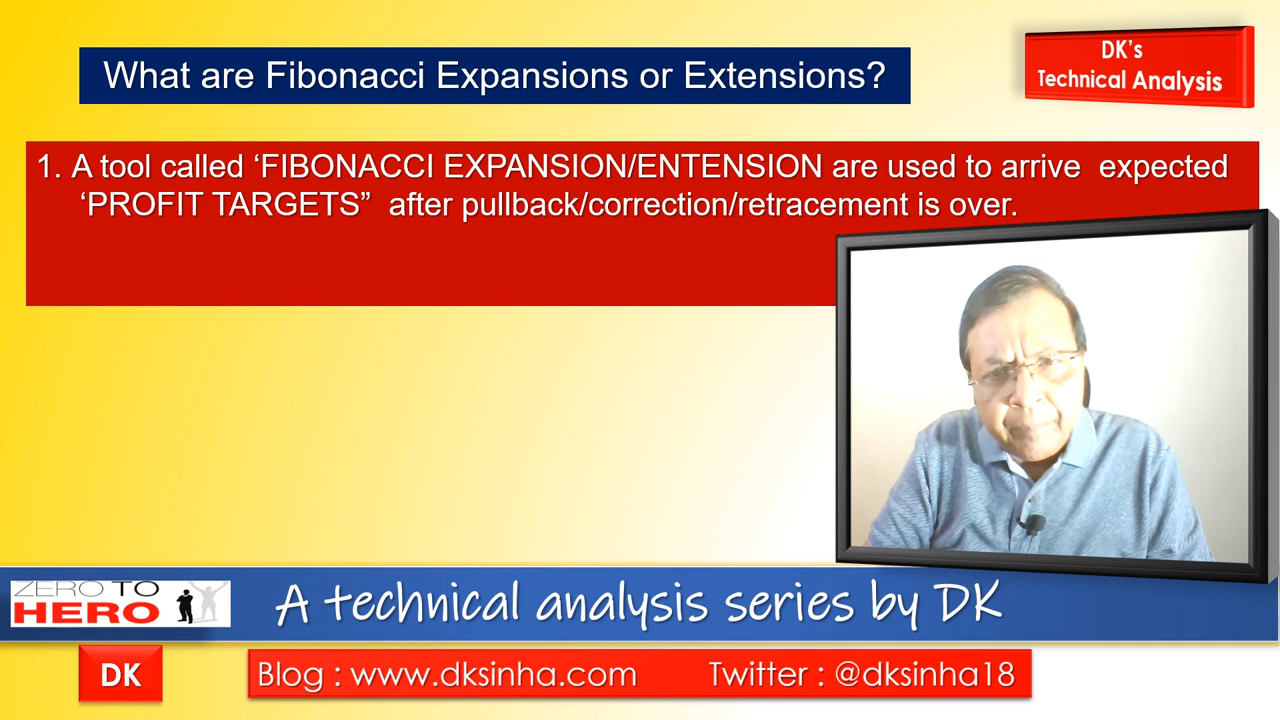 What are Fibonacci Expansions or Extensions?
DK's
Technical Analysis
1. A tool called ‘FIBONACCI EXPANSION/ENTENSION are used to arrive expected
‘PROFIT TARGETS” after pullback/correction/retracement is over.
ZERO TO
HERO
A technical analysis series by DK
DK
Blog : www.dksinha.com Twitter : @dksinha18